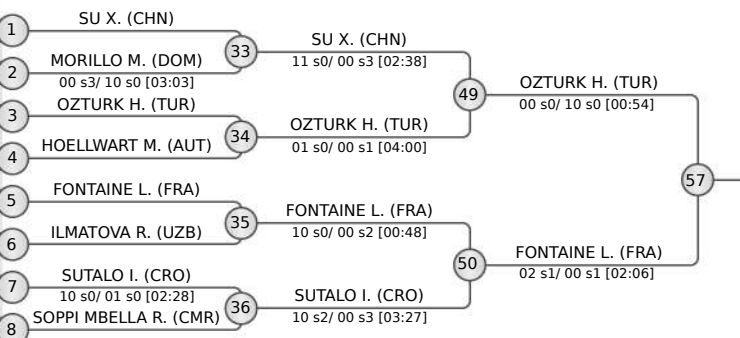 1
SU X. (CHN)
33
SU X. (CHN)
11 s0/ 00 s3 [02:38]
2
MORILLO M. (DOM)
00 s3/ 10 s0 [03:03]
49
OZTURK H. (TUR)
00 s0/ 10 s0 [00:54]
3
OZTURK H. (TUR)
34
OZTURK H. (TUR)
01 s0/ 00 s1 [04:00]
4
HOELLWART M. (AUT)
57
5
FONTAINE L. (FRA)
35
FONTAINE L. (FRA)
10 s0/ 00 s2 [00:48]
6
ILMATOVA R. (UZB)
50
FONTAINE L. (FRA)
02 s1/ 00 s1 [02:06]
7
SUTALO I. (CRO)
10 s0/ 01 s0 [02:28]
36
SUTALO I. (CRO)
10 s2/ 00 s3 [03:27]
8
SOPPI MBELLA R. (CMR)